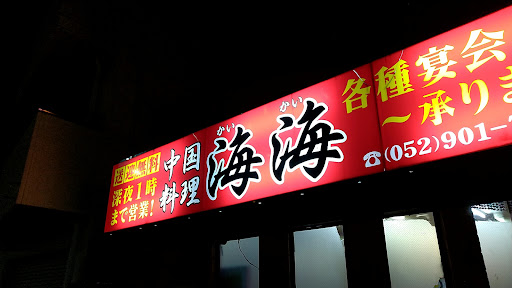 深夜1時
まで営業!
中国
料理
かい かい
海海
各種宴会
～承りま
☎(052)901-